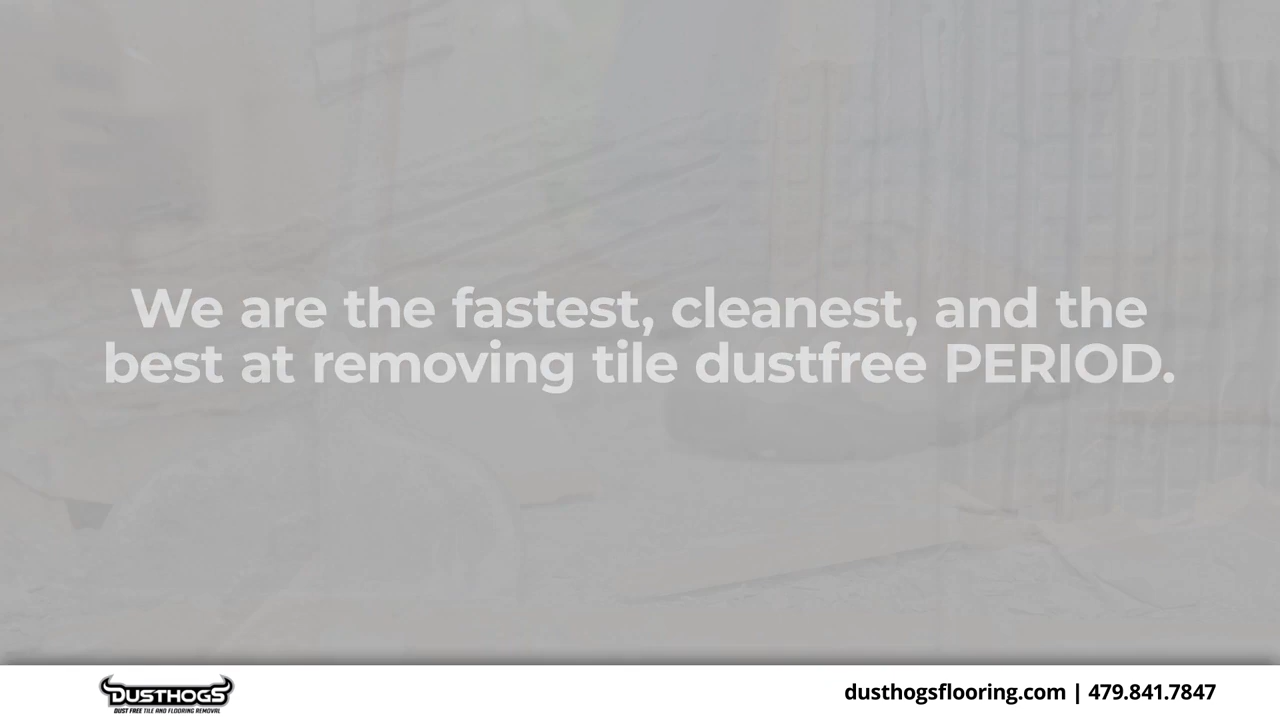 We are the fastest, cleanest, and the
best at removing tile dustfree PERIOD.
DUSTHOGS
DUST FREE TILE AND FLOORING REMOVAL
dusthogsflooring.com | 479.841.7847